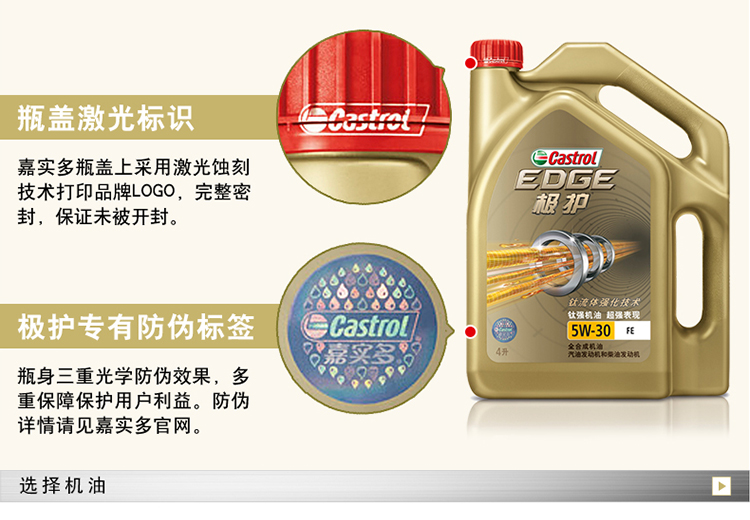 瓶盖激光标识
嘉实多瓶盖上采用激光蚀刻
技术打印品牌LOGO，完整密
封，保证未被开封。
Castrol
极护专有防伪标签
瓶身三重光学防伪效果，多
重保障保护用户利益。防伪
详情请见嘉实多官网。
Castrol
嘉实多
Castrol
Castrol
EDGE
极护
钛流体强化技术
钛强机油 超强表现
5W-30 FE
全合成机油
汽油发动机和柴油发动机
4升
选择机油